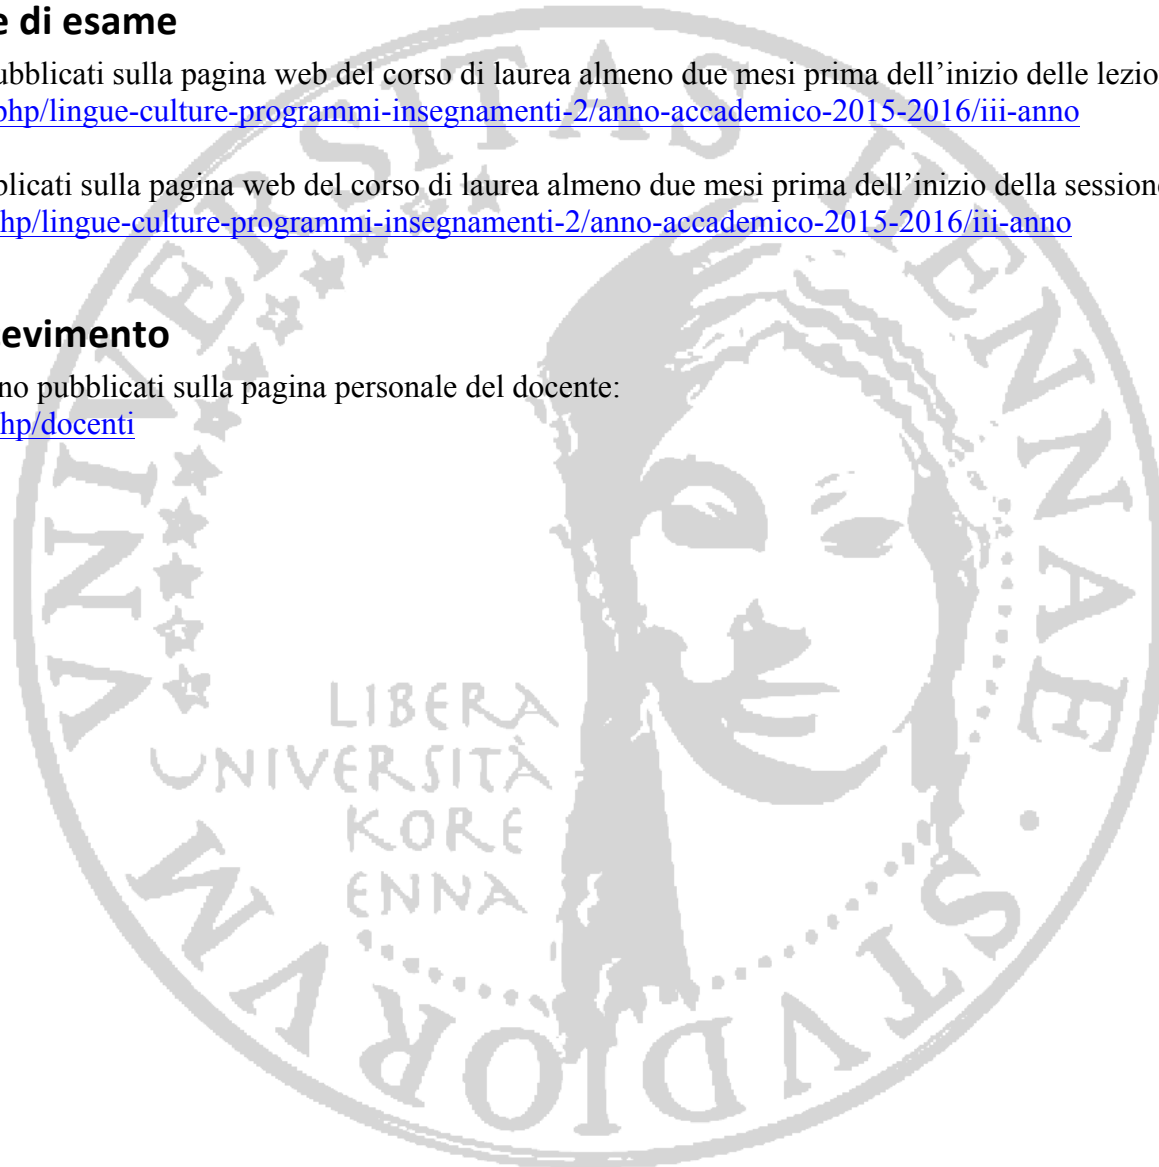 e di esame
ubblicati sulla pagina web del corso di laurea almeno due mesi prima dell’inizio delle lezio
php/lingue-culture-programmi-insegnamenti-2/anno-accademico-2015-2016/iii-anno
blicati sulla pagina web del corso di laurea almeno due mesi prima dell’inizio della sessione
hp/lingue-culture-programmi-insegnamenti-2/anno-accademico-2015-2016/iii-anno
evimento
no pubblicati sulla pagina personale del docente:
hp/docenti
VNIVERSITAS HENNAE • STVDIORVM
LIBERA
UNIVERSITÀ
KORE
ENNA